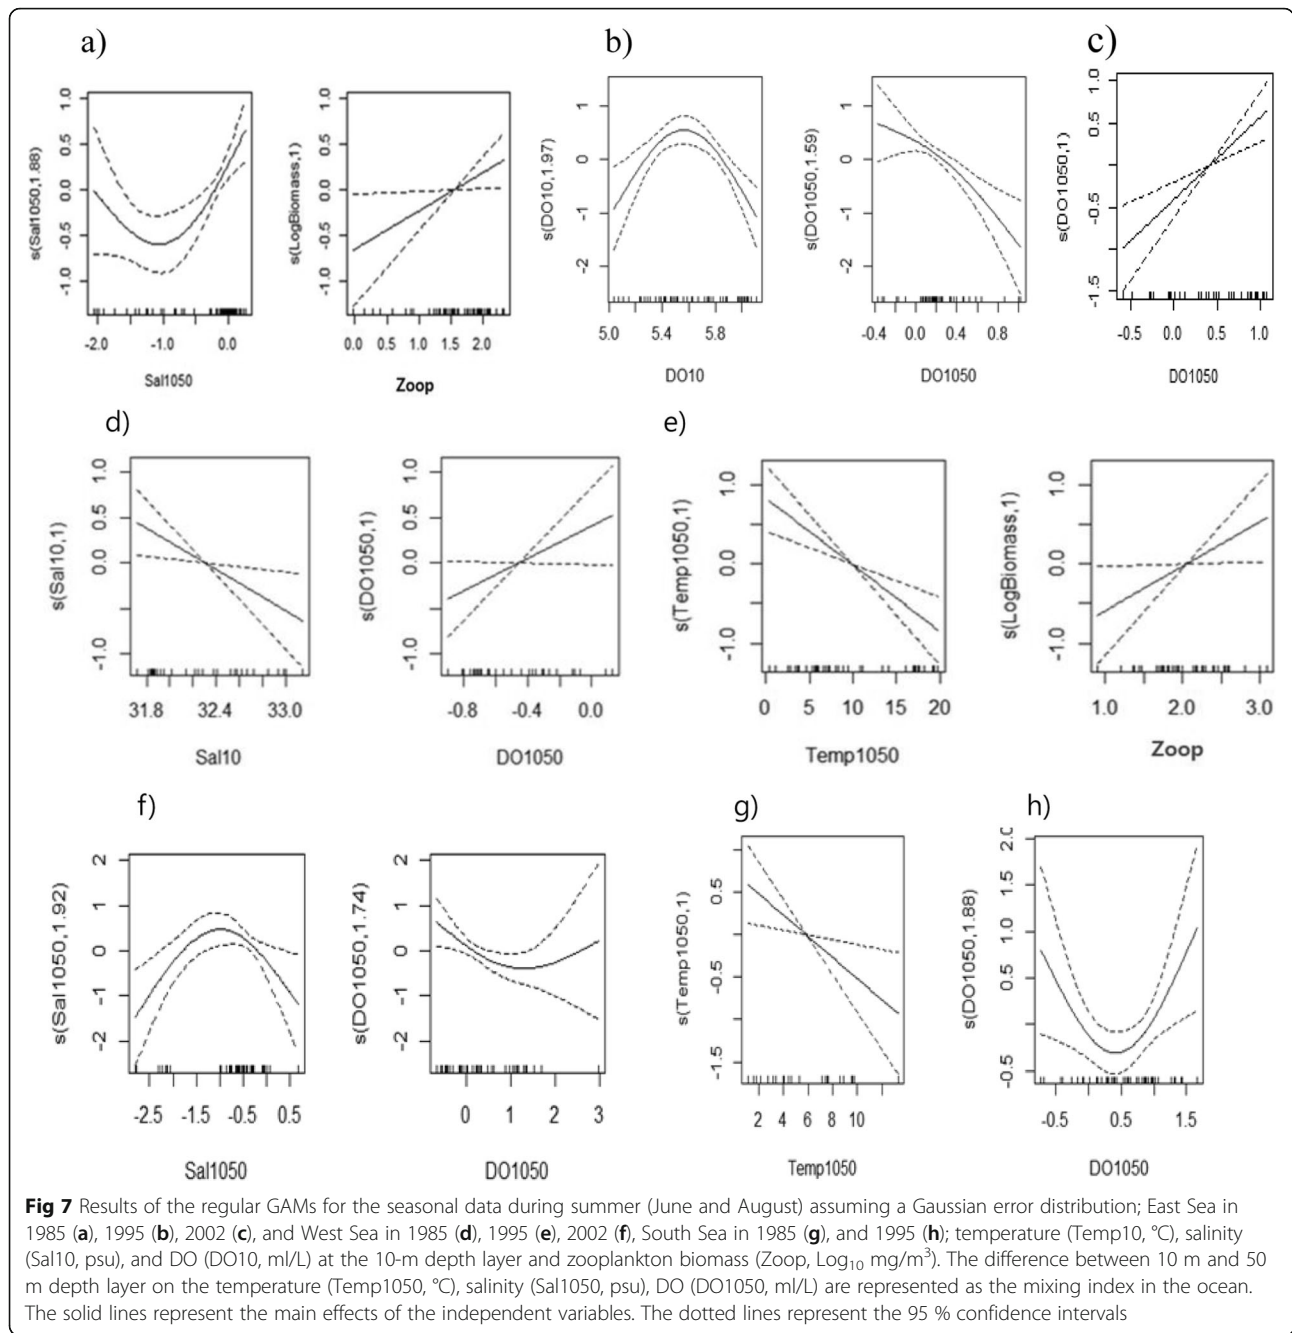 a)
b)
c)
s(Sal1050,1.88)
1.0
0.5
0.0
-0.5
-1.0
-2.0 -1.0 0.0
Sal1050
s(LogBiomass,1)
1.0
0.5
0.0
-0.5
-1.0
0.0 0.5 1.0 1.5 2.0
Zoop
s(DO10,1.97)
1
0
-1
-2
5.0 5.4 5.8
DO10
s(DO1050,1.59)
1
0
-1
-2
-0.4 0.0 0.4 0.8
DO1050
s(DO1050,1)
1.0
0.5
-0.5
-1.5
-0.5 0.0 0.5 1.0
DO1050
d)
e)
s(Sal10,1)
1.0
0.5
0.0
-1.0
31.8 32.4 33.0
Sal10
s(DO1050,1)
1.0
0.5
0.0
-1.0
-0.8 -0.4 0.0
DO1050
s(Temp1050,1)
1.0
0.0
-1.0
0 5 10 15 20
Temp1050
s(LogBiomass,1)
1.0
0.0
-1.0
1.0 2.0 3.0
Zoop
f)
g)
h)
s(Sal1050,1.92)
2
1
0
-1
-2
-2.5 -1.5 -0.5 0.5
Sal1050
s(DO1050,1.74)
2
1
0
-1
-2
0 1 2 3
DO1050
s(Temp1050,1)
0.5
-0.5
-1.5
2 4 6 8 10
Temp1050
s(DO1050,1.88)
2.0
1.5
1.0
0.5
-0.5
-0.5 0.5 1.5
DO1050
Fig 7 Results of the regular GAMs for the seasonal data during summer (June and August) assuming a Gaussian error distribution; East Sea in
1985 (a), 1995 (b), 2002 (c), and West Sea in 1985 (d), 1995 (e), 2002 (f), South Sea in 1985 (g), and 1995 (h); temperature (Temp10, °C), salinity
(Sal10, psu), and DO (DO10, ml/L) at the 10-m depth layer and zooplankton biomass (Zoop, Log₁₀ mg/m³). The difference between 10 m and 50
m depth layer on the temperature (Temp1050, °C), salinity (Sal1050, psu), DO (DO1050, ml/L) are represented as the mixing index in the ocean.
The solid lines represent the main effects of the independent variables. The dotted lines represent the 95 % confidence intervals